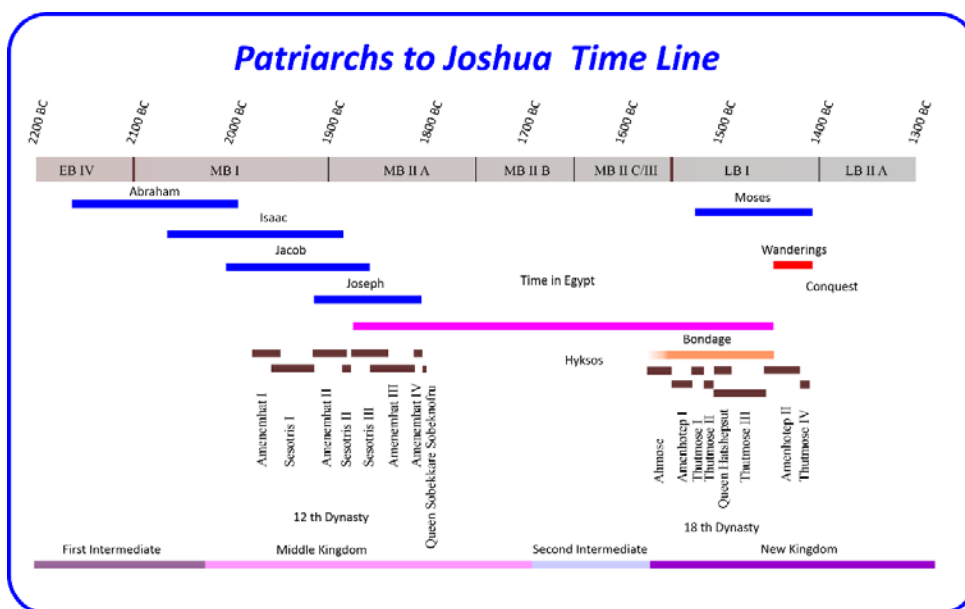 Patriarchs to Joshua Time Line
2200 BC
2100 BC
2000 BC
1900 BC
1800 BC
1700 BC
1600 BC
1500 BC
1400 BC
1300 BC
EB IV
MB I
MB II A
MB II B
MB II C/III
LB I
LB II A
Abraham
Moses
Isaac
Jacob
Wanderings
Joseph
Time in Egypt
Conquest
Bondage
Hyksos
Amenemhat I
Sesotris I
Amenemhat II
Sesotris II
Sesotris III
Amenemhat III
Amenemhat IV
Queen Sobekkare Sobeknofru
Ahmose
Amenhotep I
Thutmose I
Thutmose II
Queen Hatshepsut
Thutmose III
Amenhotep II
Thutmose IV
12 th Dynasty
18 th Dynasty
First Intermediate
Middle Kingdom
Second Intermediate
New Kingdom